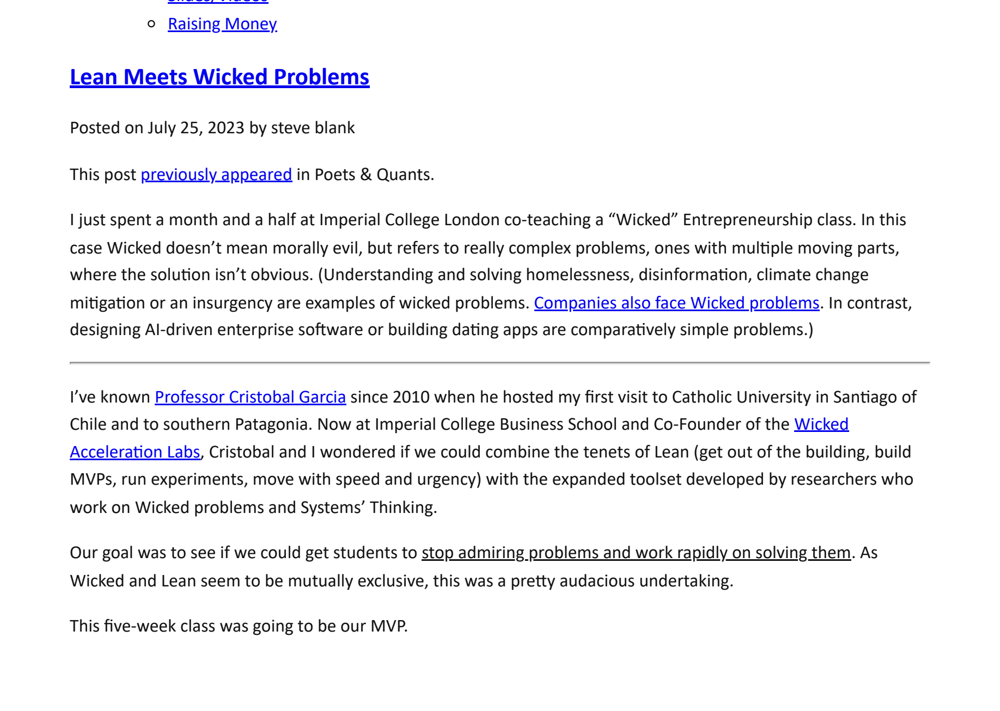 Raising Money
Lean Meets Wicked Problems
Posted on July 25, 2023 by steve blank
This post previously appeared in Poets & Quants.
I just spent a month and a half at Imperial College London co-teaching a “Wicked” Entrepreneurship class. In this
case Wicked doesn’t mean morally evil, but refers to really complex problems, ones with multiple moving parts,
where the solution isn’t obvious. (Understanding and solving homelessness, disinformation, climate change
mitigation or an insurgency are examples of wicked problems. Companies also face Wicked problems. In contrast,
designing AI-driven enterprise software or building dating apps are comparatively simple problems.)
I’ve known Professor Cristobal Garcia since 2010 when he hosted my first visit to Catholic University in Santiago of
Chile and to southern Patagonia. Now at Imperial College Business School and Co-Founder of the Wicked
Acceleration Labs, Cristobal and I wondered if we could combine the tenets of Lean (get out of the building, build
MVPs, run experiments, move with speed and urgency) with the expanded toolset developed by researchers who
work on Wicked problems and Systems’ Thinking.
Our goal was to see if we could get students to stop admiring problems and work rapidly on solving them. As
Wicked and Lean seem to be mutually exclusive, this was a pretty audacious undertaking.
This five-week class was going to be our MVP.